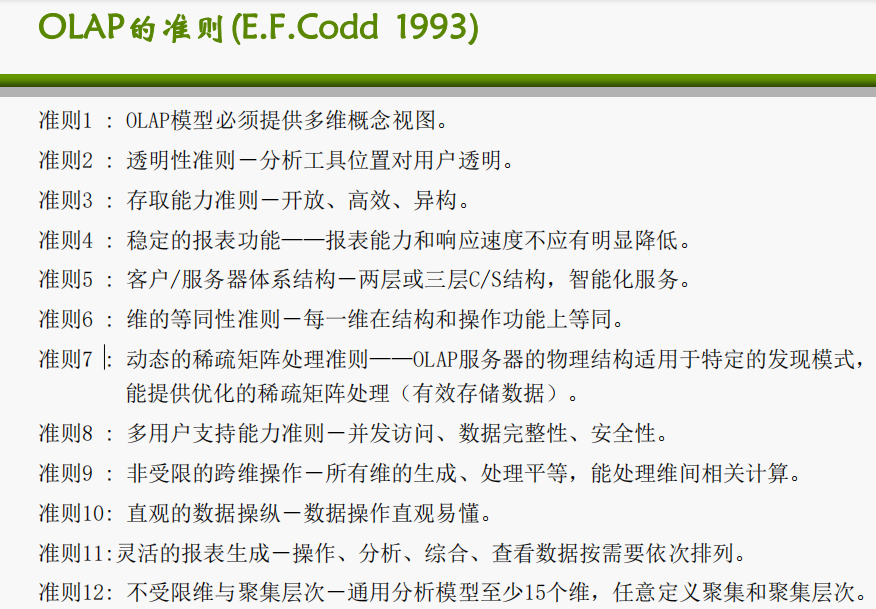 OLAP的准则(E.F.Codd 1993)
准则1 : OLAP模型必须提供多维概念视图。
准则2 : 透明性准则－分析工具位置对用户透明。
准则3 : 存取能力准则－开放、高效、异构。
准则4 : 稳定的报表功能——报表能力和响应速度不应有明显降低。
准则5 : 客户/服务器体系结构－两层或三层C/S结构，智能化服务。
准则6 : 维的等同性准则－每一维在结构和操作功能上等同。
准则7 : 动态的稀疏矩阵处理准则——OLAP服务器的物理结构适用于特定的发现模式，
能提供优化的稀疏矩阵处理（有效存储数据）。
准则8 : 多用户支持能力准则－并发访问、数据完整性、安全性。
准则9 : 非受限的跨维操作－所有维的生成、处理平等，能处理维间相关计算。
准则10: 直观的数据操纵－数据操作直观易懂。
准则11:灵活的报表生成－操作、分析、综合、查看数据按需要依次排列。
准则12: 不受限维与聚集层次－通用分析模型至少15个维，任意定义聚集和聚集层次。